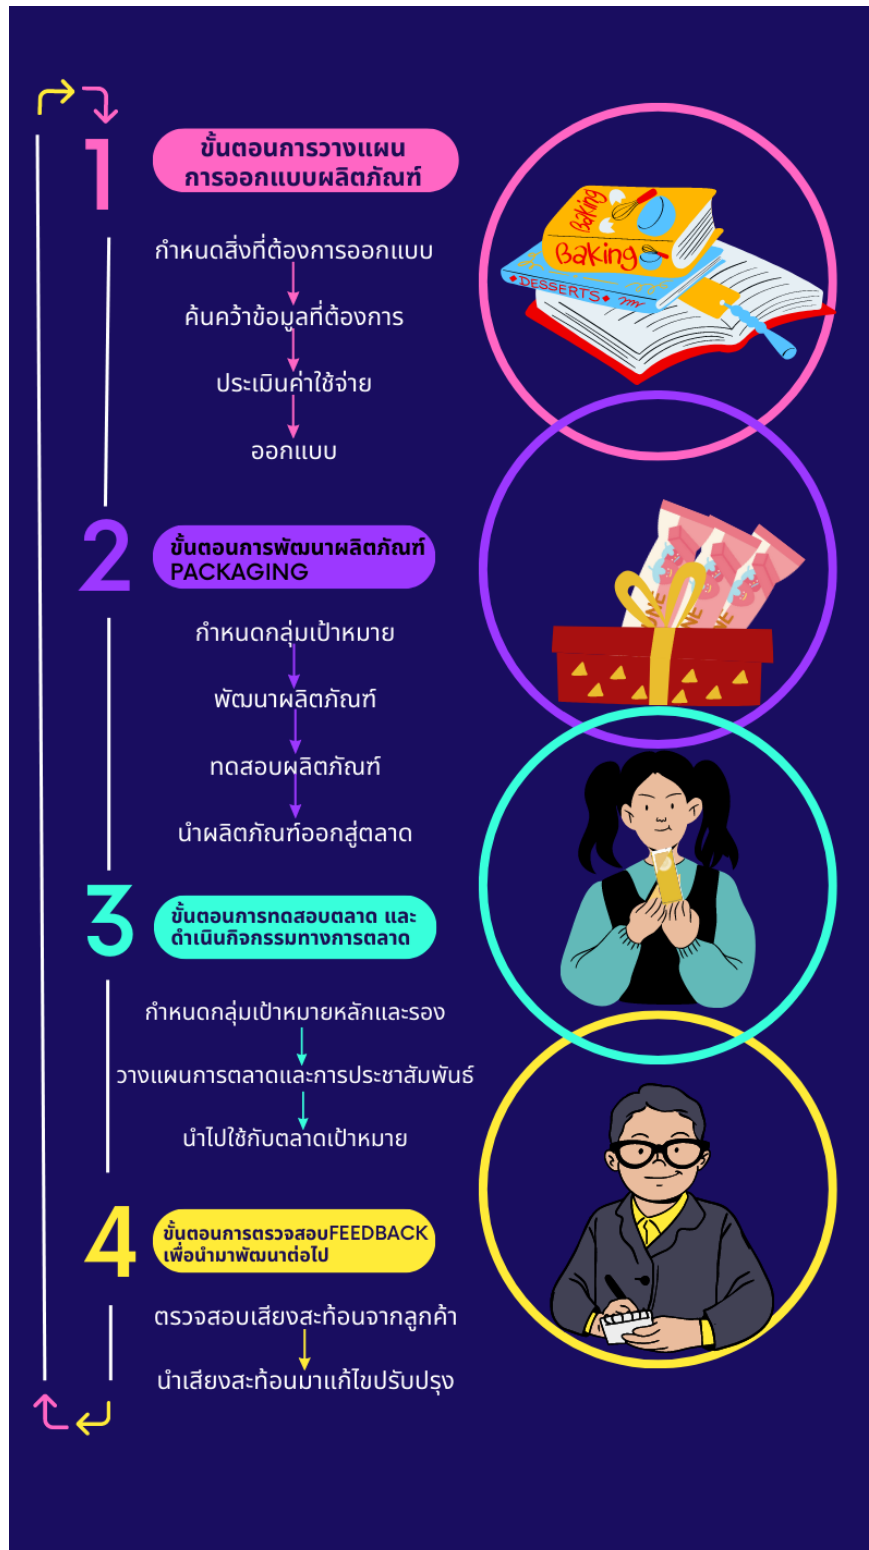 1
ขั้นตอนการวางแผน
การออกแบบผลิตภัณฑ์
กำหนดสิ่งที่ต้องการออกแบบ
ค้นคว้าข้อมูลที่ต้องการ
ประเมินค่าใช้จ่าย
ออกแบบ
Baking
Baking
DESSERTS
2
ขั้นตอนการพัฒนาผลิตภัณฑ์
PACKAGING
กำหนดกลุ่มเป้าหมาย
พัฒนาผลิตภัณฑ์
ทดสอบผลิตภัณฑ์
นำผลิตภัณฑ์ออกสู่ตลาด
3
ขั้นตอนการทดสอบตลาด และ
ดำเนินกิจกรรมทางการตลาด
กำหนดกลุ่มเป้าหมายหลักและรอง
วางแผนการตลาดและการประชาสัมพันธ์
นำไปใช้กับตลาดเป้าหมาย
4
ขั้นตอนการตรวจสอบFEEDBACK
เพื่อนำมาพัฒนาต่อไป
ตรวจสอบเสียงสะท้อนจากลูกค้า
นำเสียงสะท้อนมาแก้ไขปรับปรุง